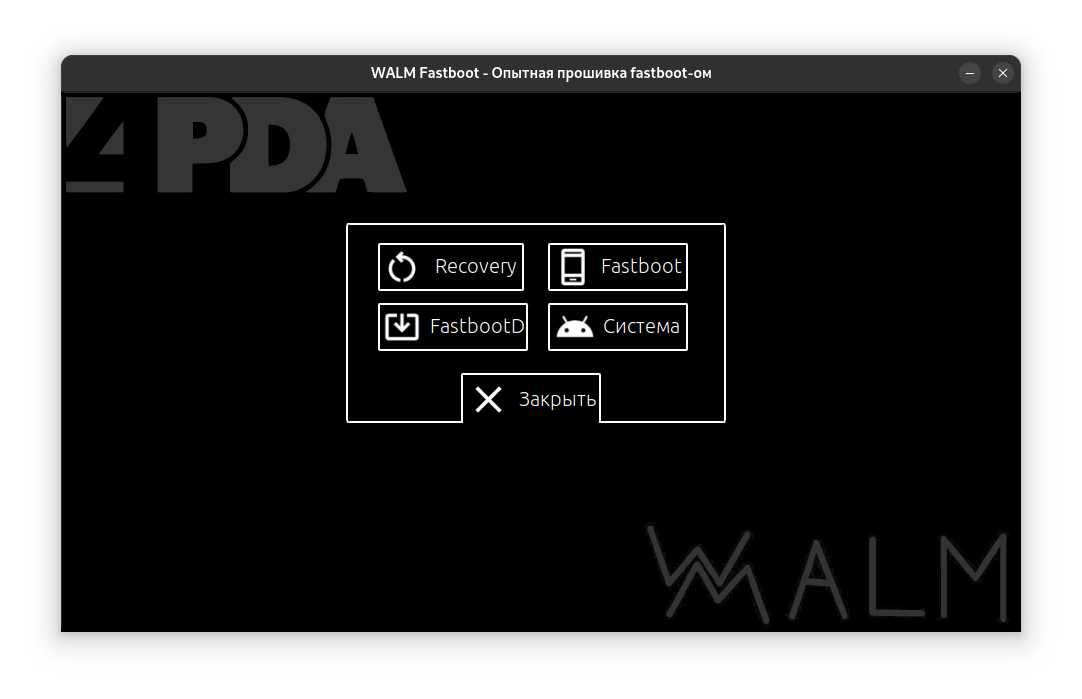 WALM Fastboot - Опытная прошивка fastboot-ом
4PDA
Recovery
Fastboot
FastbootD
Система
Закрыть
WALM